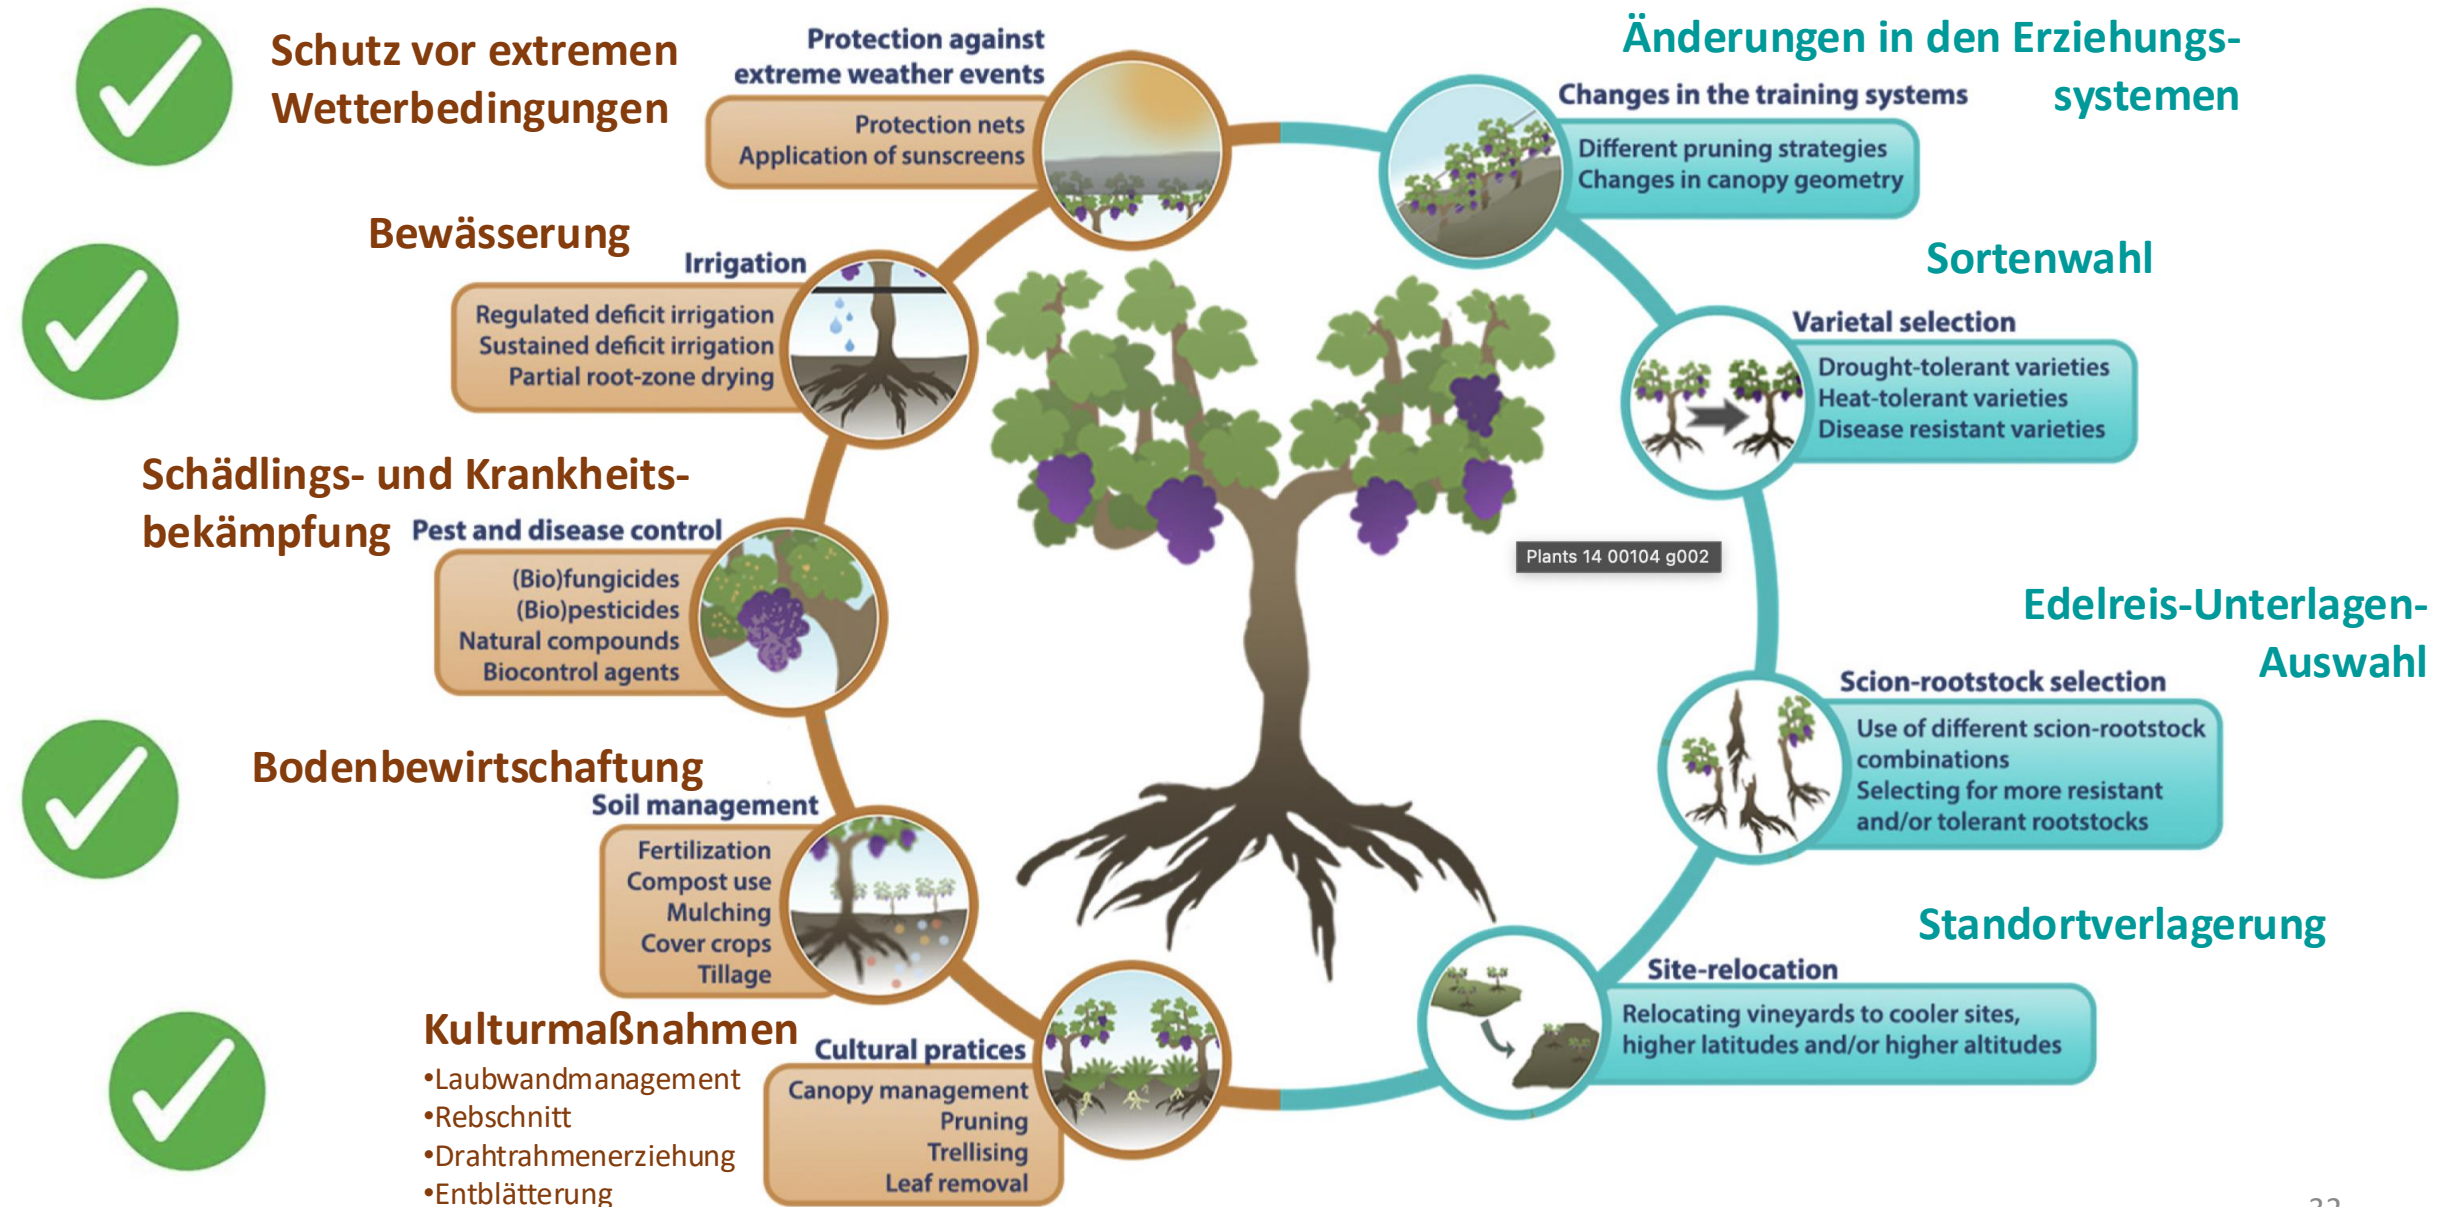 Schutz vor extremen
Wetterbedingungen
Protection against
extreme weather events
Protection nets
Application of sunscreens
Bewässerung
Irrigation
Regulated deficit irrigation
Sustained deficit irrigation
Partial root-zone drying
Schädlings- und Krankheits-
bekämpfung
Pest and disease control
(Bio)fungicides
(Bio)pesticides
Natural compounds
Biocontrol agents
Bodenbewirtschaftung
Soil management
Fertilization
Compost use
Mulching
Cover crops
Tillage
Kulturmaßnahmen
•Laubwandmanagement
•Rebschnitt
•Drahtrahmenerziehung
•Entblätterung
Cultural pratices
Canopy management
Pruning
Trellising
Leaf removal
Änderungen in den Erziehungs-
systemen
Changes in the training systems
Different pruning strategies
Changes in canopy geometry
Sortenwahl
Varietal selection
Drought-tolerant varieties
Heat-tolerant varieties
Disease resistant varieties
Plants 14 00104 g002
Edelreis-Unterlagen-
Auswahl
Scion-rootstock selection
Use of different scion-rootstock
combinations
Selecting for more resistant
and/or tolerant rootstocks
Standortverlagerung
Site-relocation
Relocating vineyards to cooler sites,
higher latitudes and/or higher altitudes